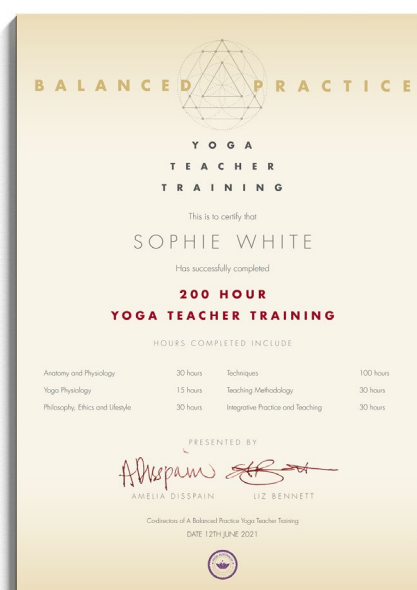 BALANCED PRACTICE
YOGA
TEACHER
TRAINING
This is to certify that
SOPHIE WHITE
Has successfully completed
200 HOUR
YOGA TEACHER TRAINING
HOURS COMPLETED INCLUDE
Anatomy and Physiology 30 hours Techniques 100 hours
Yoga Physiology 15 hours Teaching Methodology 30 hours
Philosophy, Ethics and Lifestyle 30 hours Integrative Practice and Teaching 30 hours
PRESENTED BY
ADisspain
AMELIA DISSPAIN LIZ BENNETT
Cordirectors of A Balanced Practice Yoga Teacher Training
DATE 12TH JUNE 2021